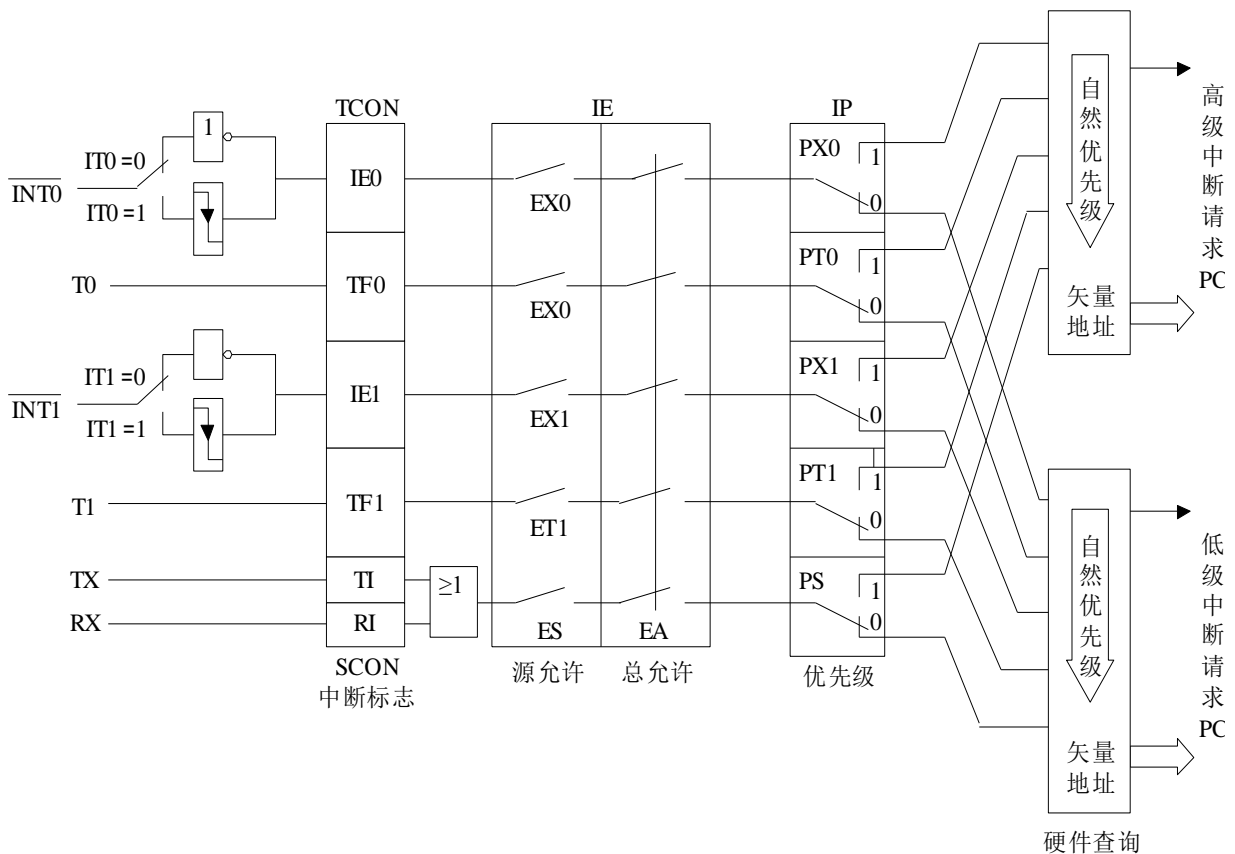 TCON
IE
IP
IT0 =0
1
INT0
IT0 =1
IE0
EX0
PX0
1
0
T0
TF0
EX0
PT0
1
0
IT1 =0
INT1
IT1 =1
IE1
EX1
PX1
1
0
T1
TF1
ET1
PT1
1
0
TX
TI
≥1
RX
RI
ES
EA
PS
1
0
SCON
中断标志
源允许
总允许
优先级
自然优先级
矢量
地址
高级中断请求
PC
自然优先级
矢量
地址
低级中断请求
PC
硬件查询